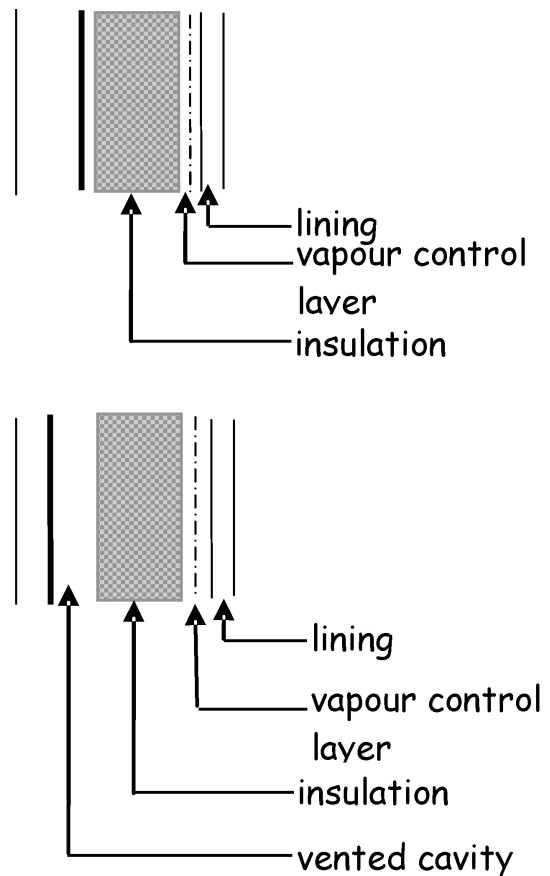 lining
vapour control
layer
insulation
lining
vapour control
layer
insulation
vented cavity